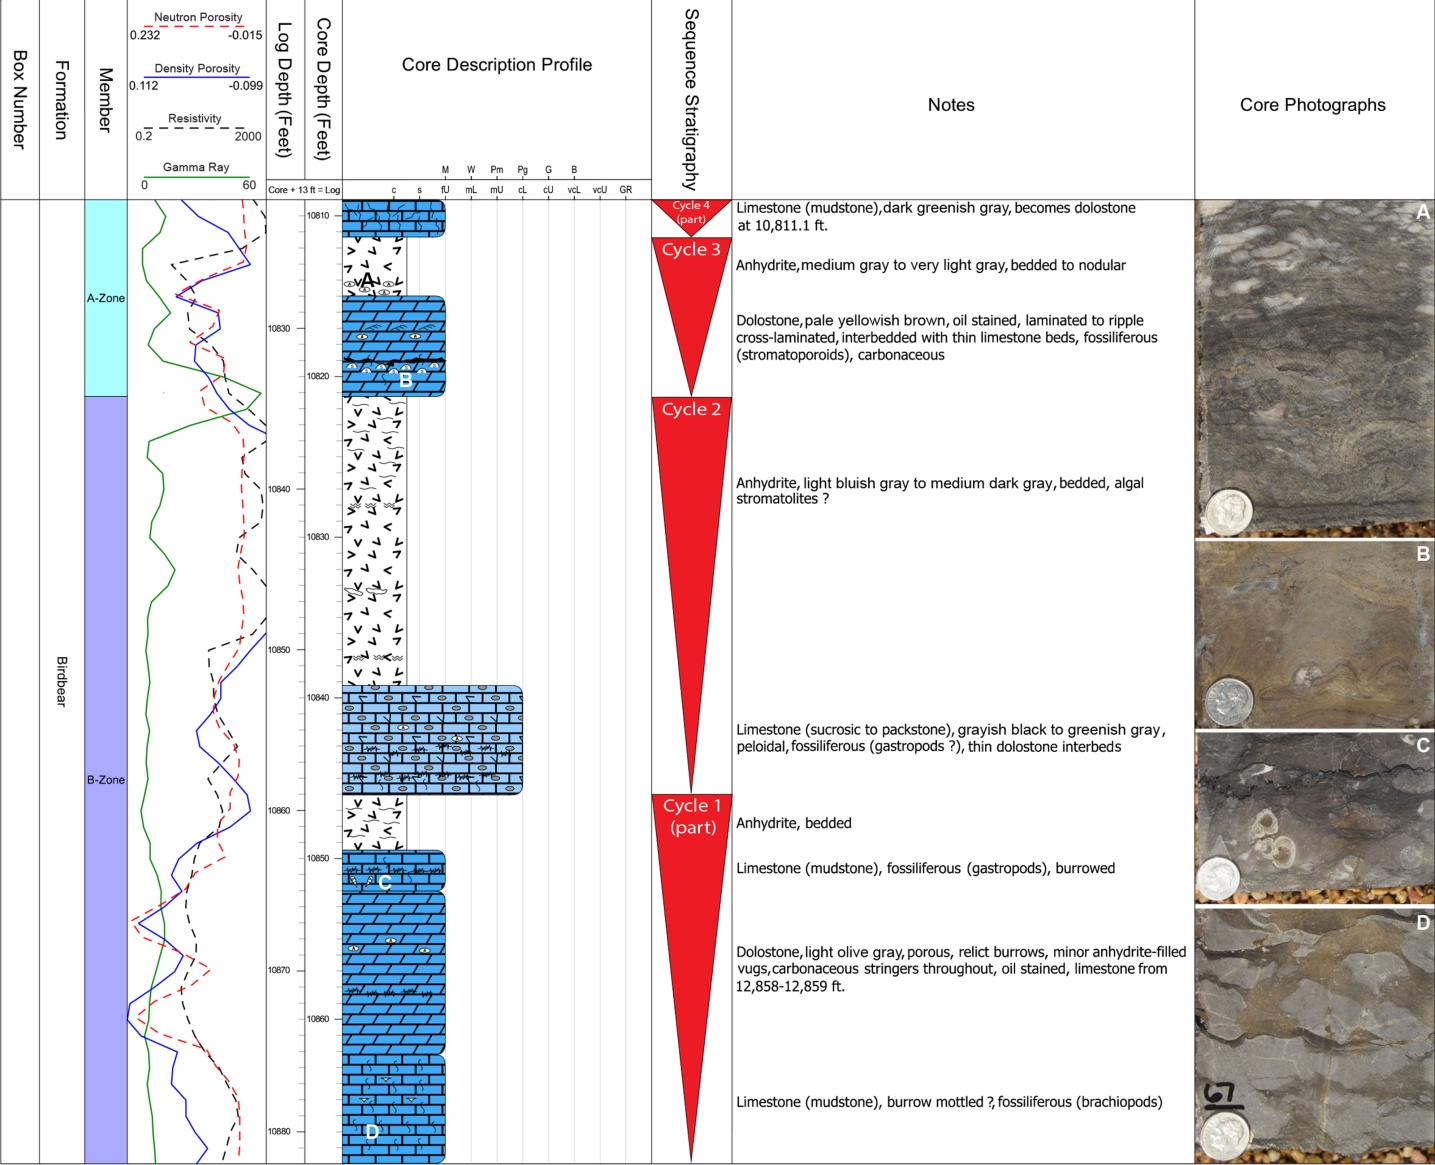 Box Number
Formation
Member
Neutron Porosity
0.232 -0.015
Density Porosity
0.112 -0.099
Resistivity
0.2 2000
Gamma Ray
0 60
Log Depth (Feet)
Core Depth (Feet)
Core + 13 ft = Log
Core Description Profile
M W Pm Pg G B
c s fU mL mU cL cU vcL vcU GR
Sequence Stratigraphy
Notes
Core Photographs
Birdbear
A-Zone
B-Zone
10830
10840
10850
10860
10870
10880
10810
10820
10830
10840
10850
10860
A
B
C
D
Cycle 4
(part)
Cycle 3
Cycle 2
Cycle 1
(part)
Limestone (mudstone), dark greenish gray, becomes dolostone
at 10,811.1 ft.
Anhydrite, medium gray to very light gray, bedded to nodular
Dolostone, pale yellowish brown, oil stained, laminated to ripple
cross-laminated, interbedded with thin limestone beds, fossiliferous
(stromatoporoids), carbonaceous
Anhydrite, light bluish gray to medium dark gray, bedded, algal
stromatolites ?
Limestone (sucrosic to packstone), grayish black to greenish gray,
peloidal, fossiliferous (gastropods ?), thin dolostone interbeds
Anhydrite, bedded
Limestone (mudstone), fossiliferous (gastropods), burrowed
Dolostone, light olive gray, porous, relict burrows, minor anhydrite-filled
vugs, carbonaceous stringers throughout, oil stained, limestone from
12,858-12,859 ft.
Limestone (mudstone), burrow mottled ?, fossiliferous (brachiopods)
A
B
C
D
67